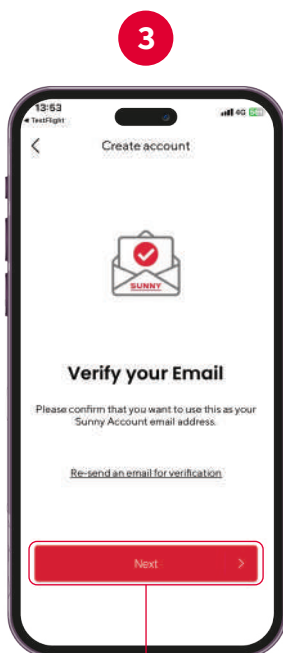 3
13:53
◀ TestFlight
4G
Create account
SUNNY
Verify your Email
Please confirm that you want to use this as your
Sunny Account email address.
Re-send an email for verification
Next